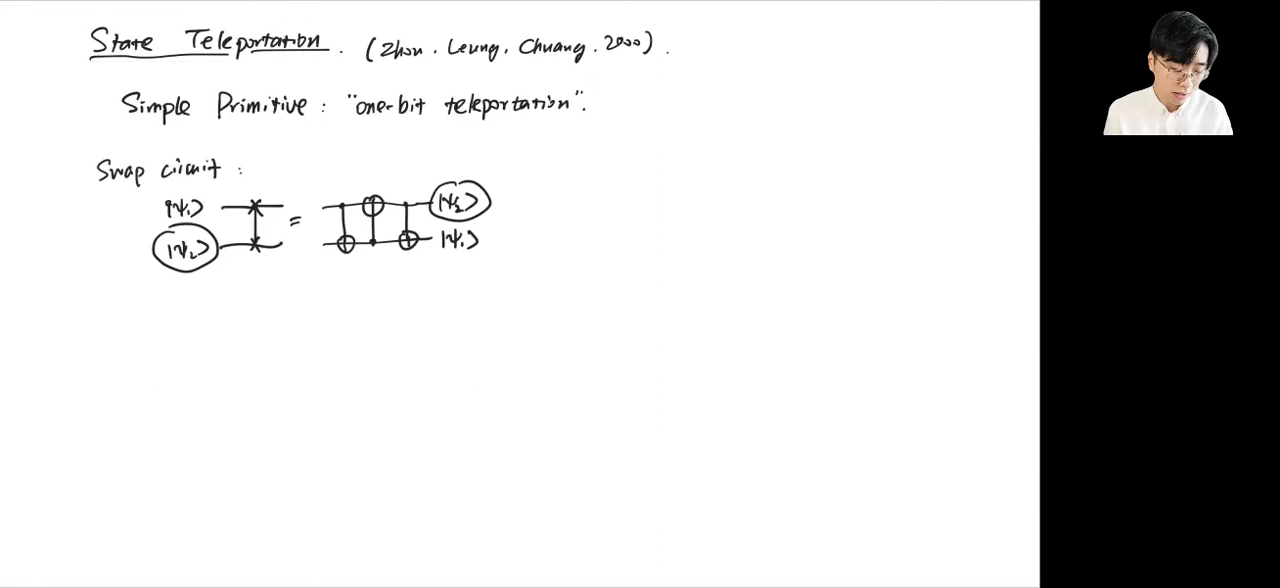 State Teleportation. (Zhou, Leung, Chuang, 2000).
Simple Primitive: "one-bit teleportation".
Swap circuit:
|ψ₁⟩ = |ψ₂⟩
|ψ₂⟩ |ψ₁⟩